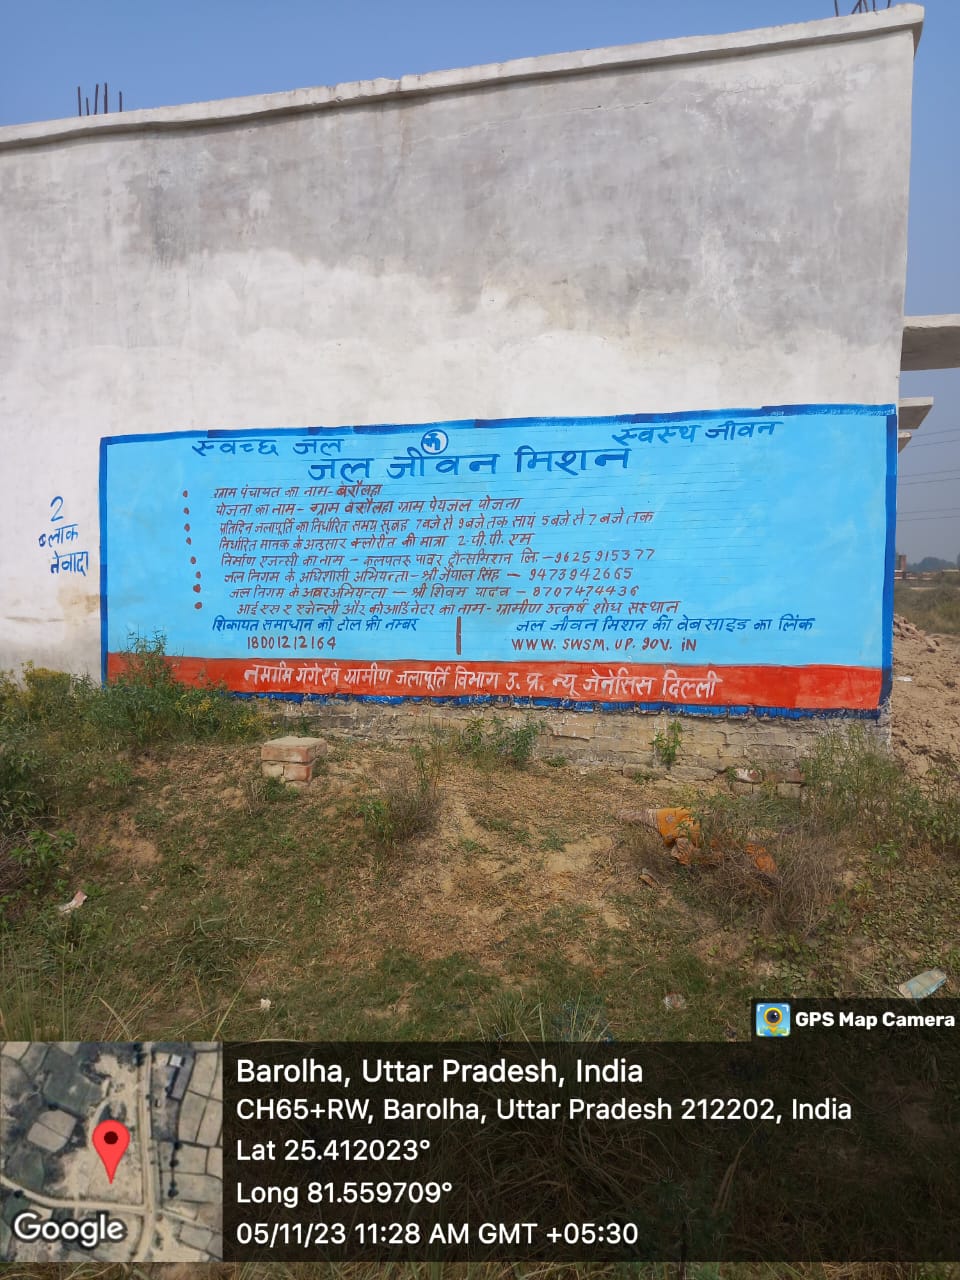 स्वच्छ जल
स्वस्थ जीवन
जल जीवन मिशन
ग्राम पंचायत का नाम - बरौलहा
योजना का नाम - ग्राम बरौलहा ग्राम पेयजल योजना
प्रतिदिन जलापूर्ति का निर्धारित समय सुबह 7 बजे से 9 बजे तक सायं 5 बजे से 7 बजे तक
निर्धारित मानक के अनुसार क्लोरीन की मात्रा 2 पी.पी. एम
निर्माण एजन्सी का नाम - कलपतरु पावर ट्रान्समिशन लि. - 9625915377
जल निगम के अधिशासी अभियन्ता - श्री जैपाल सिंह - 9473942665
जल निगम के अवर अभियन्ता - श्री शिवम यादव - 8707474436
आई एस ए एजेन्सी और कोआर्डिनेटर का नाम - ग्रामीण उत्कर्ष शोध संस्थान
शिकायत समाधान को टोल फ्री नम्बर
जल जीवन मिशन की वेब साइड का लिंक
18001212164
WWW. SWSM. UP. GOV. iN
नमामि गंगे एवं ग्रामीण जलापूर्ति विभाग उ. प्र. न्यू जेनेसिस दिल्ली
2
ब्लाक
नेवादा
GPS Map Camera
Barolha, Uttar Pradesh, India
CH65+RW, Barolha, Uttar Pradesh 212202, India
Lat 25.412023°
Long 81.559709°
05/11/23 11:28 AM GMT +05:30
Google